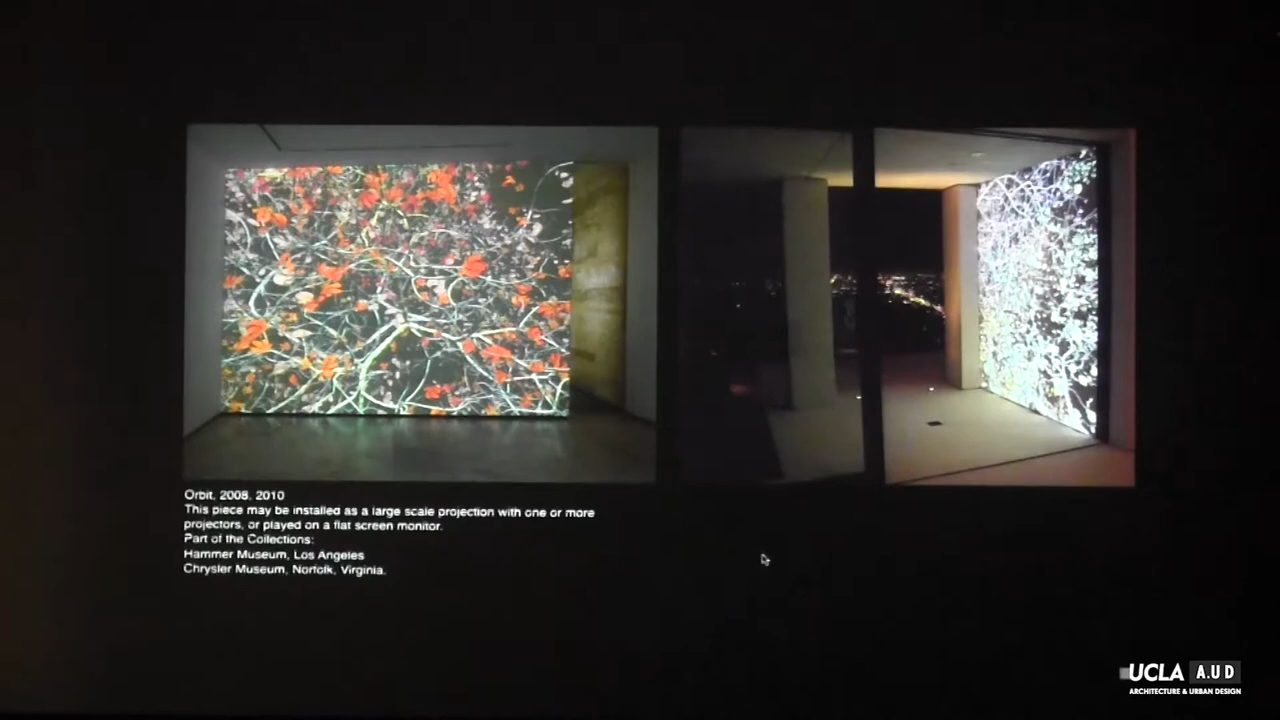 Orbit, 2008, 2010
This piece may be installed as a large scale projection with one or more
projectors, or played on a flat screen monitor.
Part of the Collections:
Hammer Museum, Los Angeles
Chrysler Museum, Norfolk, Virginia.
UCLA A.UD
ARCHITECTURE & URBAN DESIGN